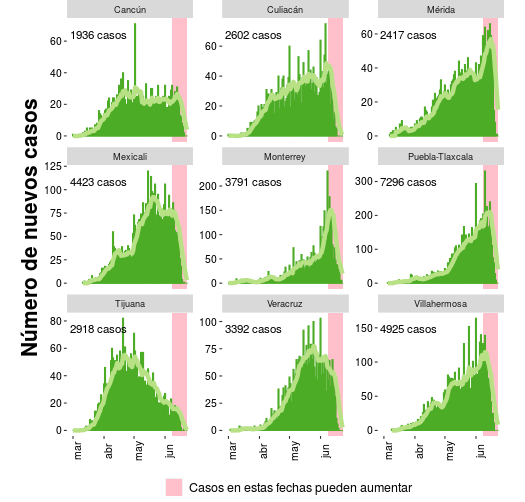 Número de nuevos casos
Cancún
1936 casos
60
40
20
0
Culiacán
2602 casos
60
40
20
0
Mérida
2417 casos
60
40
20
0
Mexicali
4423 casos
125
100
75
50
25
0
Monterrey
3791 casos
200
150
100
50
0
Puebla-Tlaxcala
7296 casos
300
200
100
0
Tijuana
2918 casos
80
60
40
20
0
Veracruz
3392 casos
100
75
50
25
0
Villahermosa
4925 casos
150
100
50
0
mar abr may jun
mar abr may jun
mar abr may jun
Casos en estas fechas pueden aumentar